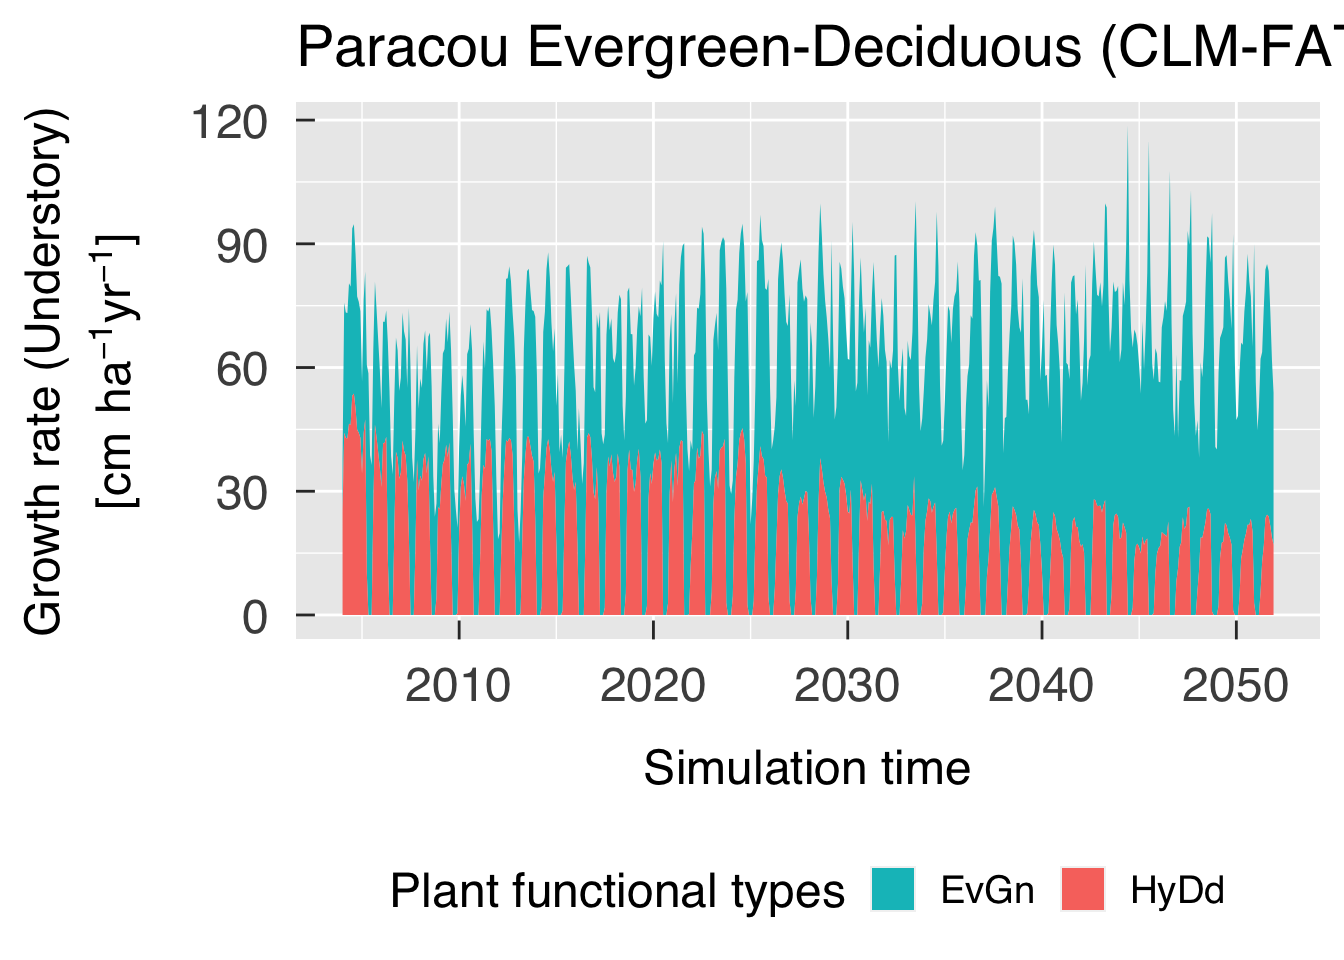 Paracou Evergreen-Deciduous (CLM-FAT
Growth rate (Understory)
[cm ha⁻¹yr⁻¹]
120
90
60
30
0
2010 2020 2030 2040 2050
Simulation time
Plant functional types EvGn HyDd